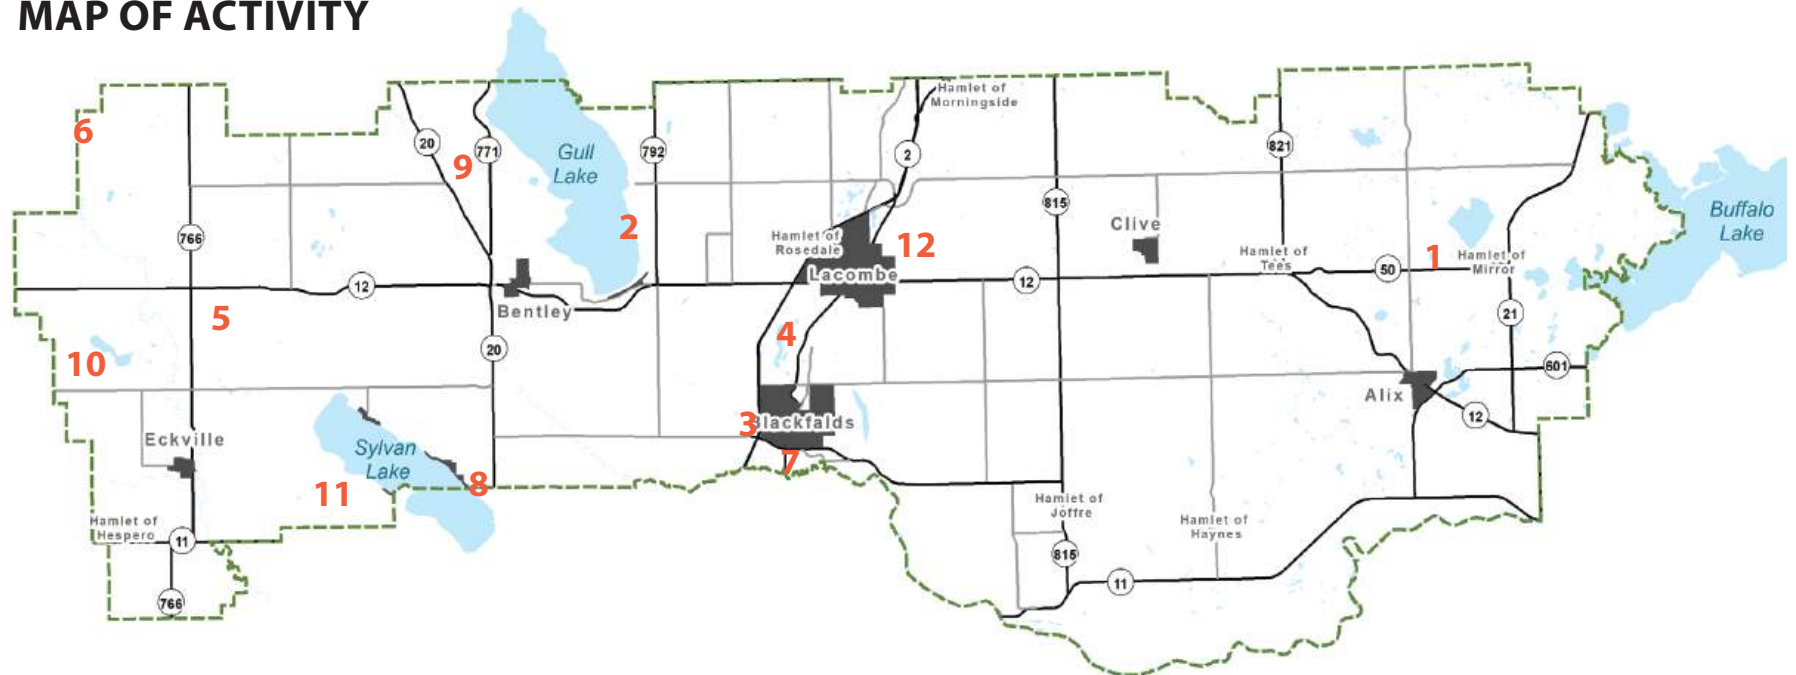 MAP OF ACTIVITY
Hamlet of
Morningside
6
20
9
771
Gull
Lake
792
2
821
766
2
815
Clive
Buffalo
Lake
Hamlet of
Rosedale
12
Lacombe
Hamlet of
Tees
1
50
Hamlet of
Mirror
12
12
Bentley
5
4
21
10
20
601
Alix
12
3
Blackfalds
Eckville
Sylvan
Lake
7
8
11
Hamlet of
Joffre
Hamlet of
Haynes
Hamlet of
Hespero
11
815
11
766